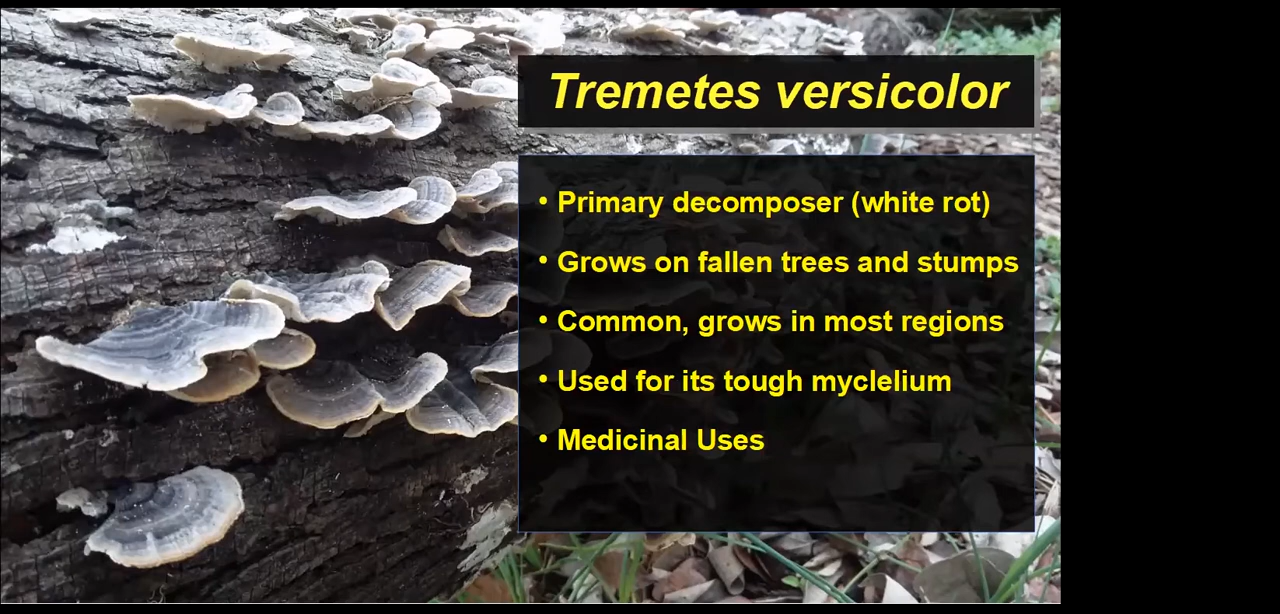 Tremetes versicolor
• Primary decomposer (white rot)
• Grows on fallen trees and stumps
• Common, grows in most regions
• Used for its tough myclelium
• Medicinal Uses